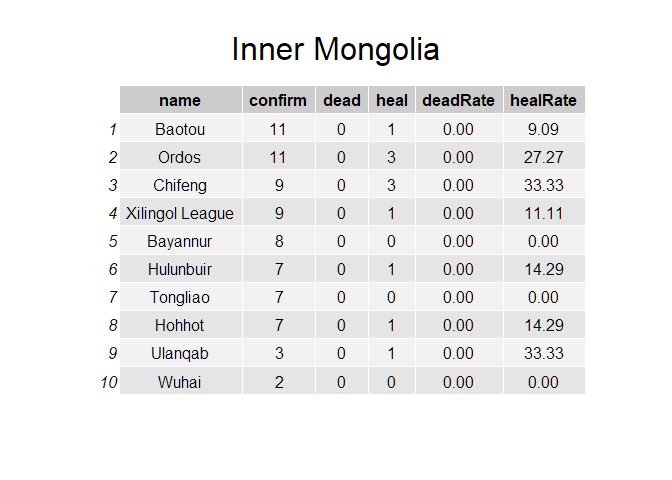 Inner Mongolia
name confirm dead heal deadRate healRate
1 Baotou 11 0 1 0.00 9.09
2 Ordos 11 0 3 0.00 27.27
3 Chifeng 9 0 3 0.00 33.33
4 Xilingol League 9 0 1 0.00 11.11
5 Bayannur 8 0 0 0.00 0.00
6 Hulunbuir 7 0 1 0.00 14.29
7 Tongliao 7 0 0 0.00 0.00
8 Hohhot 7 0 1 0.00 14.29
9 Ulanqab 3 0 1 0.00 33.33
10 Wuhai 2 0 0 0.00 0.00